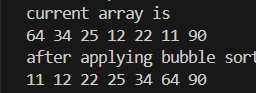 current array is
64 34 25 12 22 11 90
after applying bubble sort
11 12 22 25 34 64 90